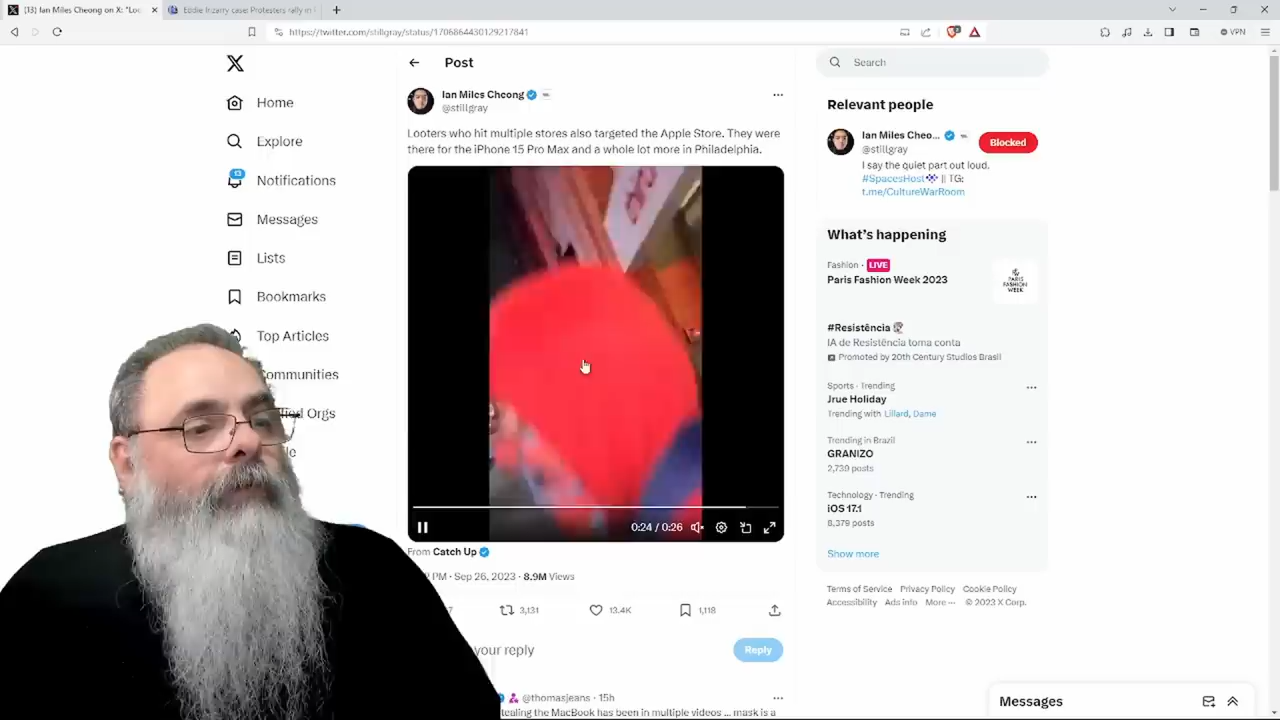 (13) Ian Miles Cheong on X: "Loo
Eddie Irizarry case: Protesters rally in
https://twitter.com/stillgray/status/1706864430129217841
VPN
Home
Explore
13
Notifications
Messages
Lists
Bookmarks
Top Articles
ommunities
fied Orgs
Post
Ian Miles Cheong
@stillgray
Looters who hit multiple stores also targeted the Apple Store. They were
there for the iPhone 15 Pro Max and a whole lot more in Philadelphia.
0:24 / 0:26
From Catch Up
PM · Sep 26, 2023 · 8.9M Views
3,131
13.4K
1,118
your reply
Reply
@thomasjeans · 15h
tealing the MacBook has been in multiple videos ... mask is a
Search
Relevant people
Ian Miles Cheo...
@stillgray
Blocked
I say the quiet part out loud.
#SpacesHost || TG:
t.me/CultureWarRoom
What's happening
Fashion · LIVE
Paris Fashion Week 2023
PARIS
FASHION
WEEK
#Resistência
IA de Resistência toma conta
Promoted by 20th Century Studios Brasil
Sports · Trending
Jrue Holiday
Trending with Lillard, Dame
Trending in Brazil
GRANIZO
2,739 posts
Technology · Trending
iOS 17.1
8,379 posts
Show more
Terms of Service Privacy Policy Cookie Policy
Accessibility Ads info More ··· © 2023 X Corp.
Messages